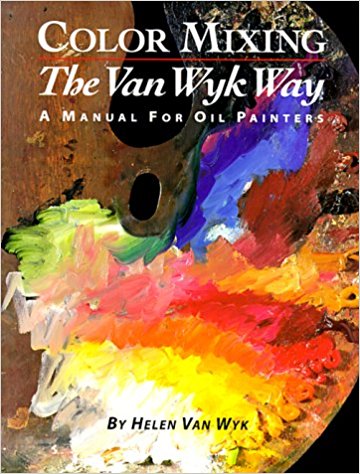 COLOR MIXING
The Van Wyk Way
A MANUAL FOR OIL PAINTERS
BY HELEN VAN WYK